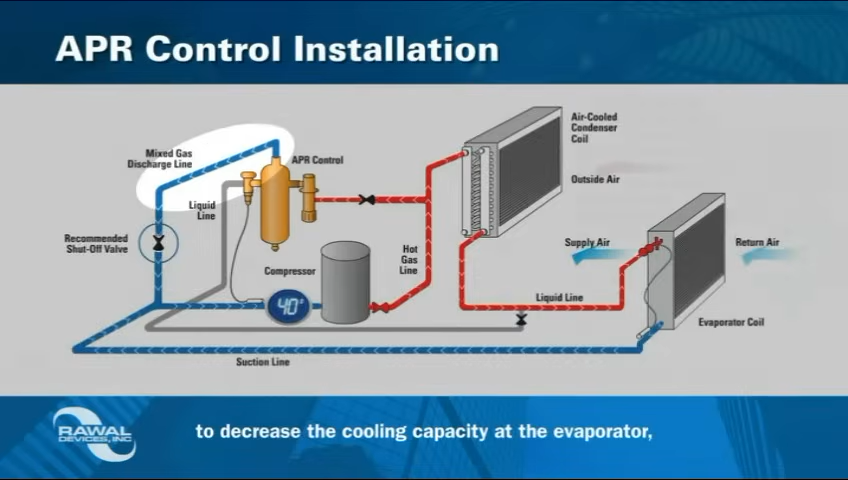 APR Control Installation
Mixed Gas
Discharge Line
APR Control
Air-Cooled
Condenser
Coil
Outside Air
Liquid
Line
Recommended
Shut-Off Valve
Compressor
Hot
Gas
Line
Supply Air
Return Air
40°
Liquid Line
Evaporator Coil
Suction Line
RAWAL
DEVICES, INC
to decrease the cooling capacity at the evaporator,